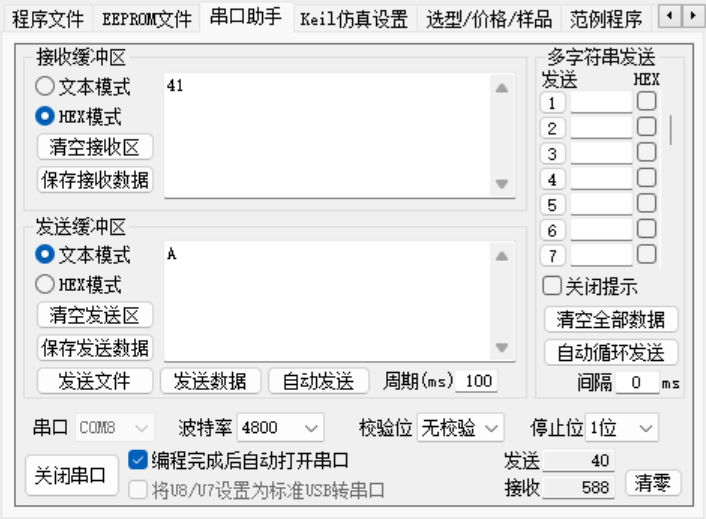 程序文件 EEPROM文件 串口助手 Keil仿真设置 选型/价格/样品 范例程序
接收缓冲区
文本模式
HEX模式
清空接收区
保存接收数据
41
发送缓冲区
文本模式
HEX模式
清空发送区
保存发送数据
A
发送文件 发送数据 自动发送 周期(ms) 100
多字符串发送
发送 HEX
1
2
3
4
5
6
7
关闭提示
清空全部数据
自动循环发送
间隔 0 ms
串口 COM8 波特率 4800 校验位 无校验 停止位 1位
关闭串口
编程完成后自动打开串口
将U8/U7设置为标准USB转串口
发送 40
接收 588
清零